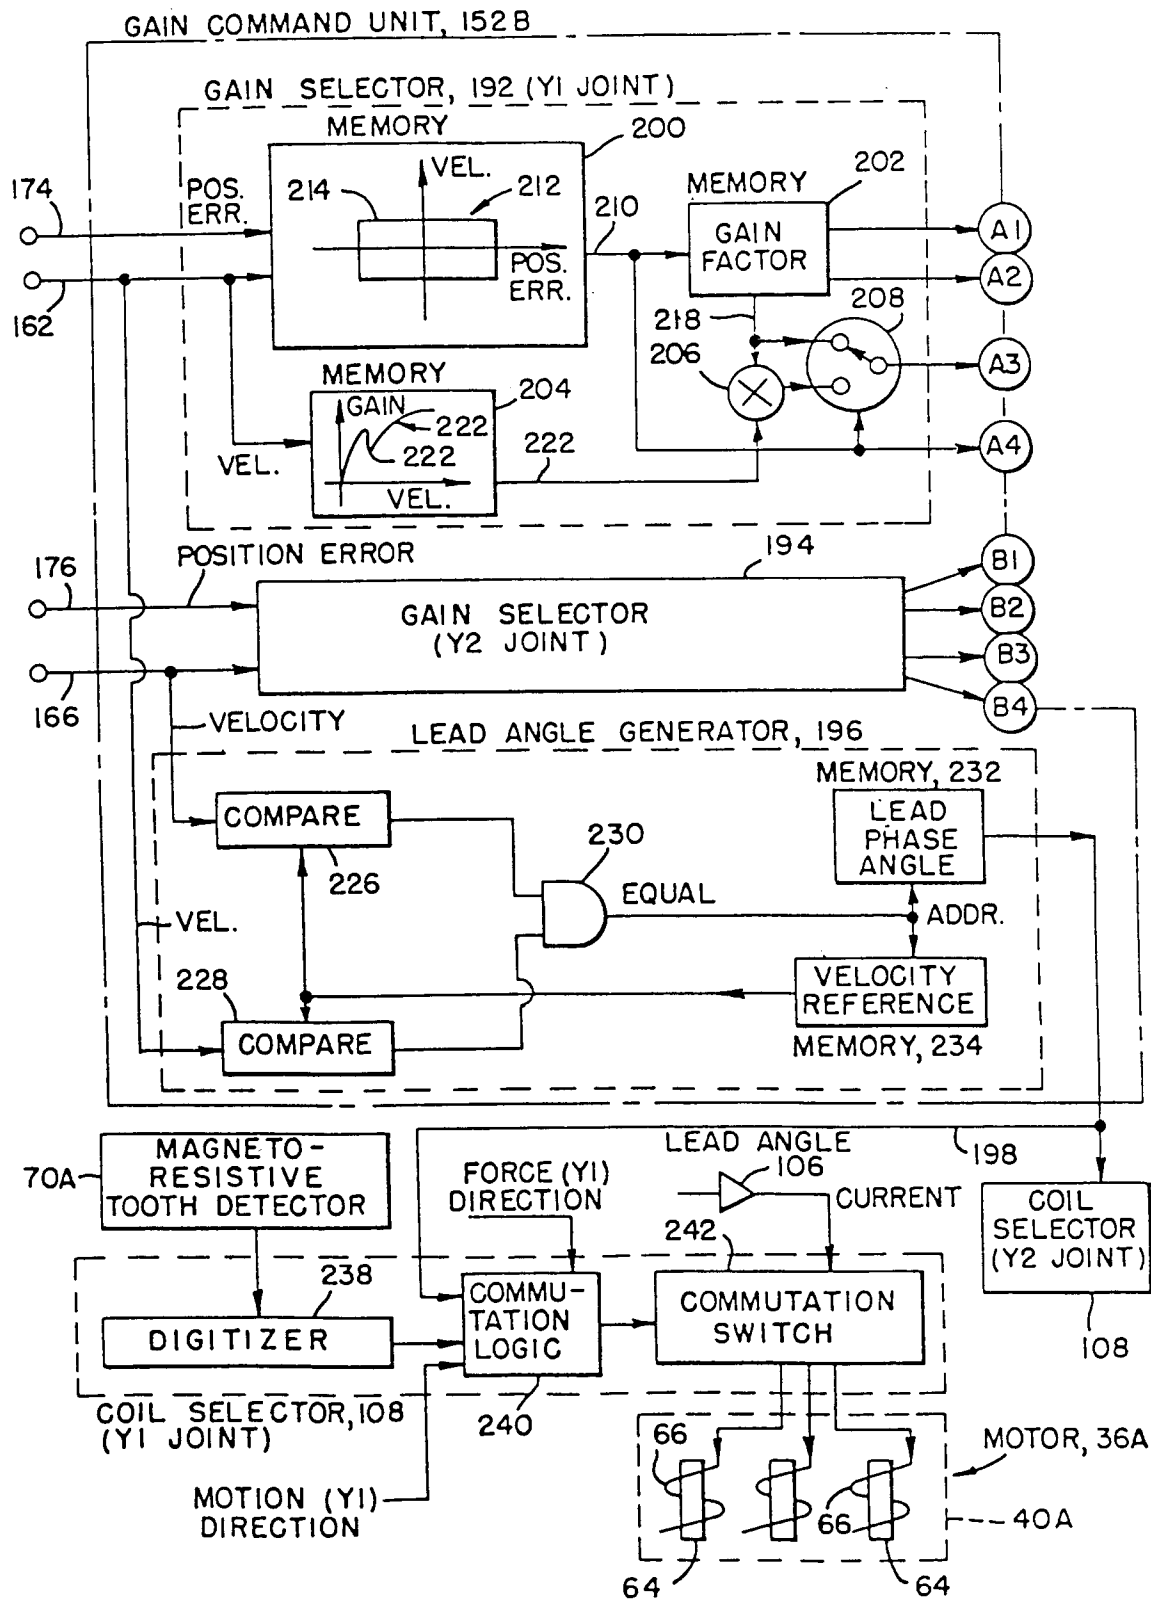 GAIN COMMAND UNIT, 152B
GAIN SELECTOR, 192 (Y1 JOINT)
MEMORY
200
174
POS.
ERR.
214
VEL.
212
POS.
ERR.
210
MEMORY
202
GAIN
FACTOR
A1
A2
162
218
208
206
A3
MEMORY
204
GAIN
222
222
VEL.
VEL.
222
A4
176
POSITION ERROR
194
B1
GAIN SELECTOR
(Y2 JOINT)
B2
B3
166
B4
VELOCITY
LEAD ANGLE GENERATOR, 196
MEMORY, 232
COMPARE
226
LEAD
PHASE
ANGLE
230
EQUAL
ADDR.
VEL.
228
COMPARE
VELOCITY
REFERENCE
MEMORY, 234
70A
MAGNETO-
RESISTIVE
TOOTH DETECTOR
FORCE (Y1)
DIRECTION
LEAD ANGLE
106
198
CURRENT
COIL
SELECTOR
(Y2 JOINT)
108
238
DIGITIZER
COMMU-
TATION
LOGIC
240
242
COMMUTATION
SWITCH
COIL SELECTOR, 108
(Y1 JOINT)
MOTION (Y1)
DIRECTION
66
66
MOTOR, 36A
40A
64
64